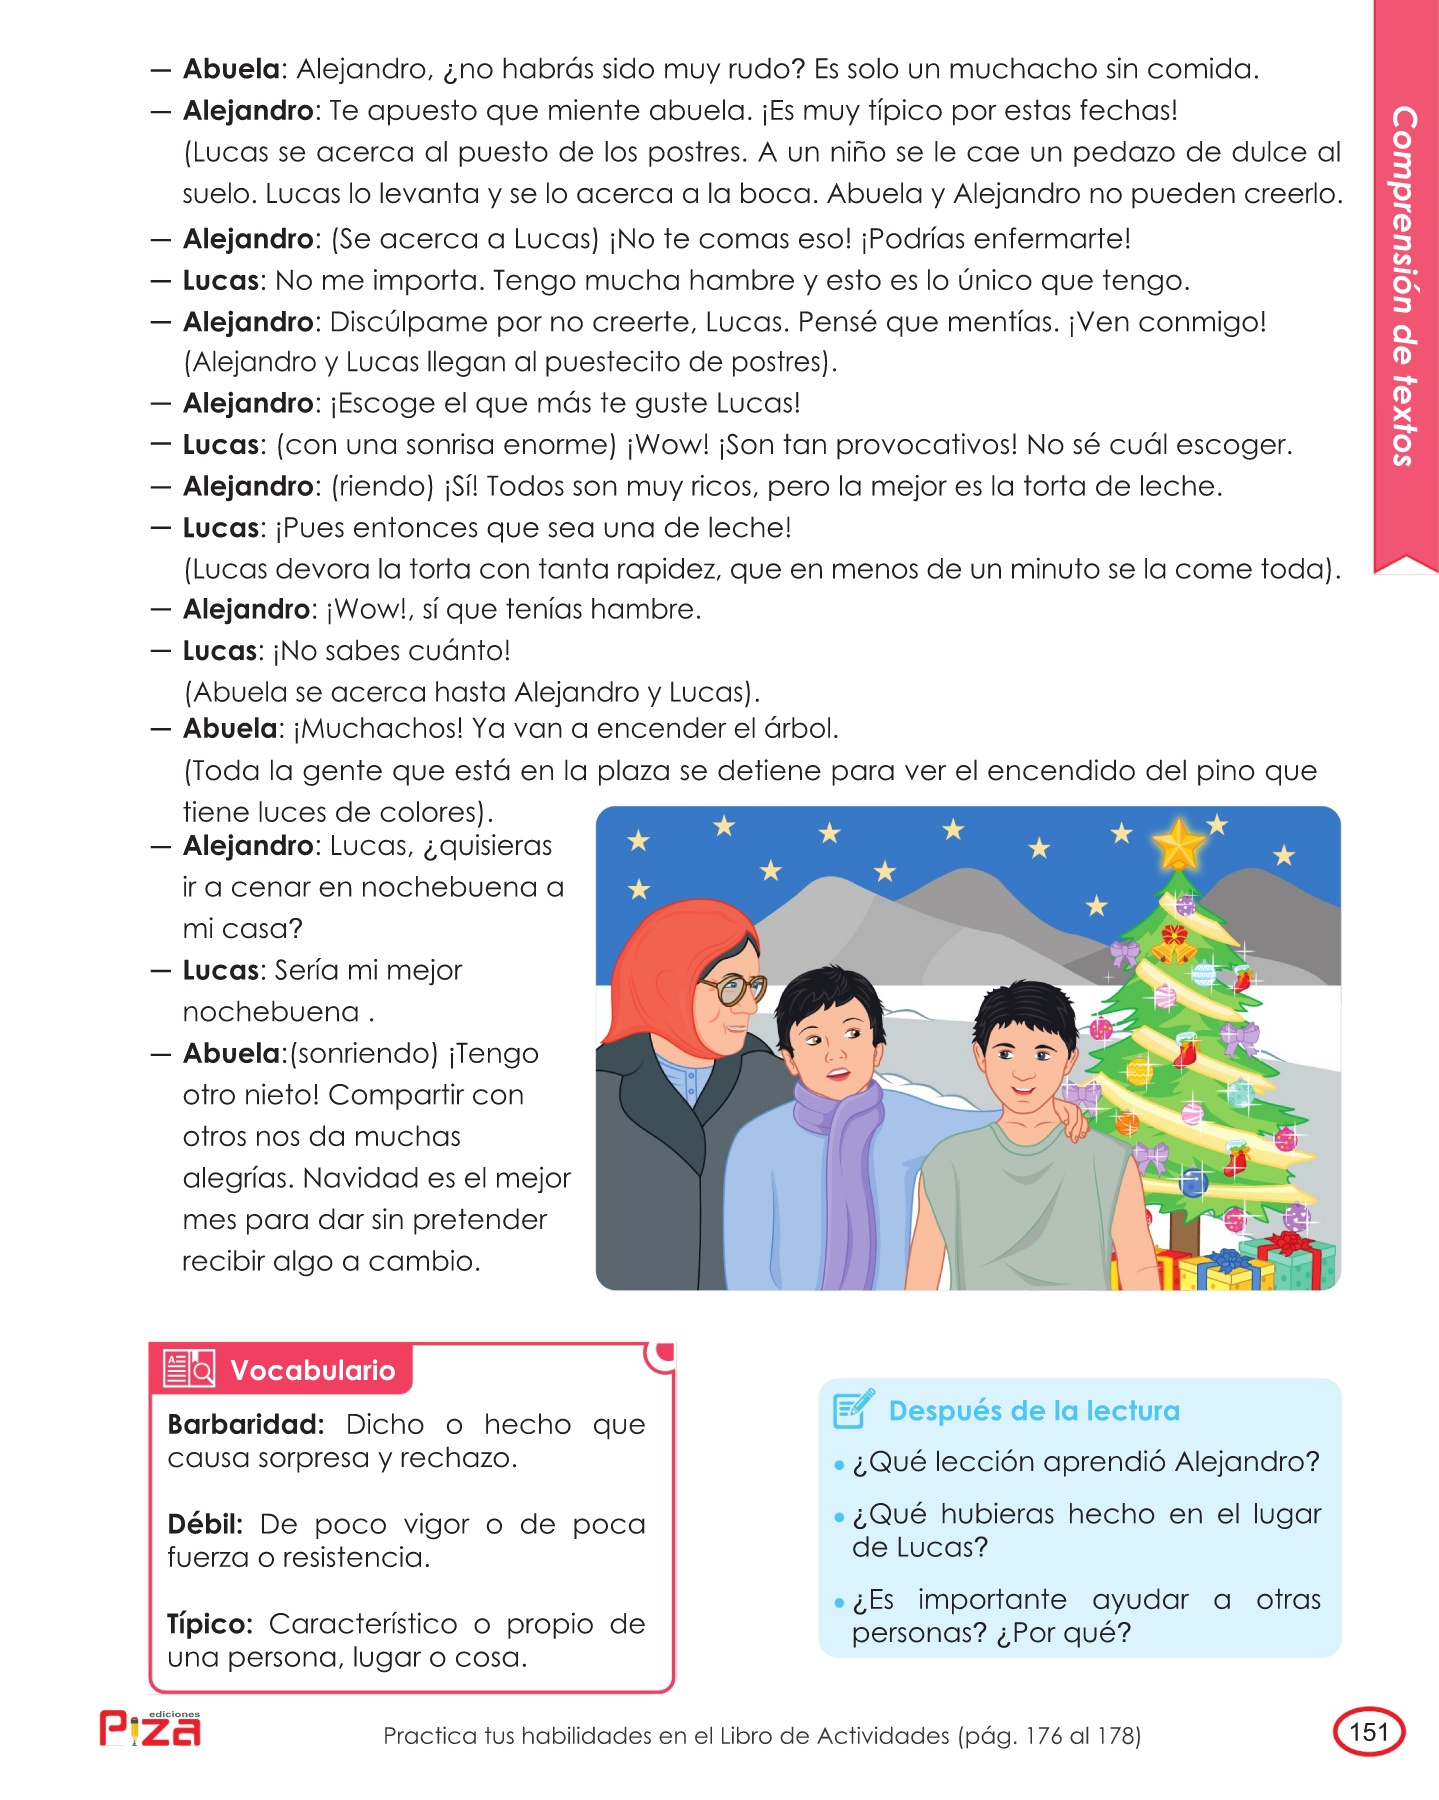 — Abuela: Alejandro, ¿no habrás sido muy rudo? Es solo un muchacho sin comida.
— Alejandro: Te apuesto que miente abuela. ¡Es muy típico por estas fechas!
(Lucas se acerca al puesto de los postres. A un niño se le cae un pedazo de dulce al
suelo. Lucas lo levanta y se lo acerca a la boca. Abuela y Alejandro no pueden creerlo.
— Alejandro: (Se acerca a Lucas) ¡No te comas eso! ¡Podrías enfermarte!
— Lucas: No me importa. Tengo mucha hambre y esto es lo único que tengo.
— Alejandro: Discúlpame por no creerte, Lucas. Pensé que mentías. ¡Ven conmigo!
(Alejandro y Lucas llegan al puestecito de postres).
— Alejandro: ¡Escoge el que más te guste Lucas!
— Lucas: (con una sonrisa enorme) ¡Wow! ¡Son tan provocativos! No sé cuál escoger.
— Alejandro: (riendo) ¡Sí! Todos son muy ricos, pero la mejor es la torta de leche.
— Lucas: ¡Pues entonces que sea una de leche!
(Lucas devora la torta con tanta rapidez, que en menos de un minuto se la come toda).
— Alejandro: ¡Wow!, sí que tenías hambre.
— Lucas: ¡No sabes cuánto!
(Abuela se acerca hasta Alejandro y Lucas).
— Abuela: ¡Muchachos! Ya van a encender el árbol.
(Toda la gente que está en la plaza se detiene para ver el encendido del pino que
tiene luces de colores).
— Alejandro: Lucas, ¿quisieras
ir a cenar en nochebuena a
mi casa?
— Lucas: Sería mi mejor
nochebuena .
— Abuela:(sonriendo) ¡Tengo
otro nieto! Compartir con
otros nos da muchas
alegrías. Navidad es el mejor
mes para dar sin pretender
recibir algo a cambio.
Comprensión de textos
Vocabulario
Barbaridad: Dicho o hecho que
causa sorpresa y rechazo.
Débil: De poco vigor o de poca
fuerza o resistencia.
Típico: Característico o propio de
una persona, lugar o cosa.
Después de la lectura
• ¿Qué lección aprendió Alejandro?
• ¿Qué hubieras hecho en el lugar
de Lucas?
• ¿Es importante ayudar a otras
personas? ¿Por qué?
ediciones
Piza
Practica tus habilidades en el Libro de Actividades (pág. 176 al 178)
151